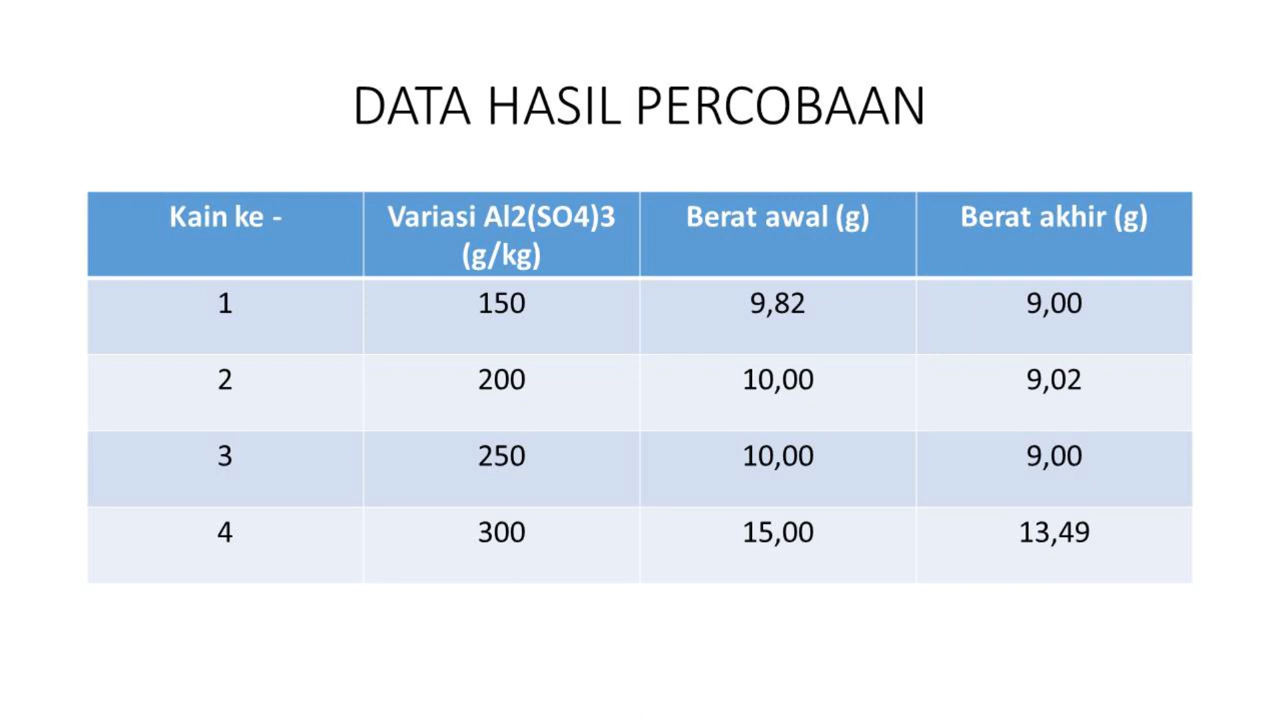 DATA HASIL PERCOBAAN
Kain ke - Variasi Al2(SO4)3 (g/kg) Berat awal (g) Berat akhir (g)
1 150 9,82 9,00
2 200 10,00 9,02
3 250 10,00 9,00
4 300 15,00 13,49